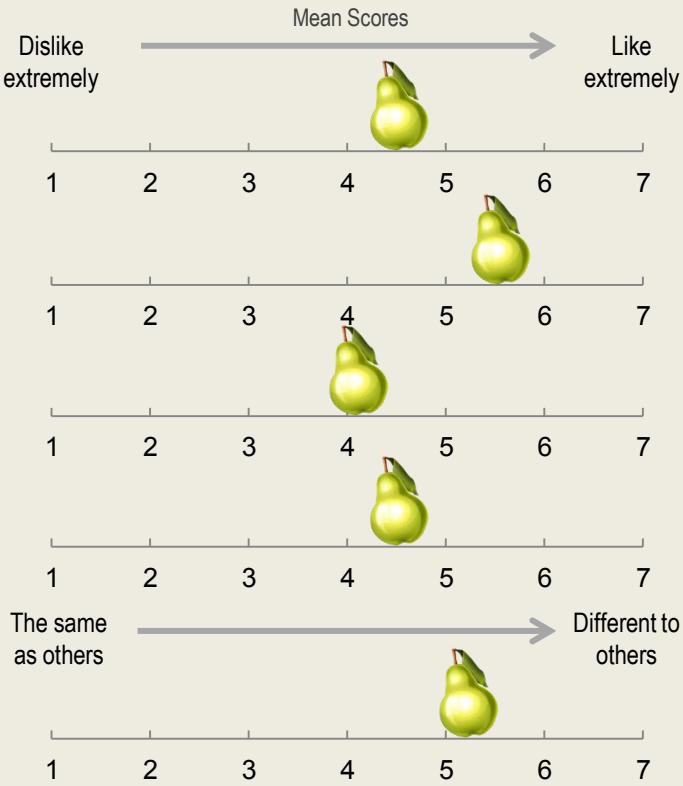 Mean Scores
Dislike
extremely
Like
extremely
1 2 3 4 5 6 7
1 2 3 4 5 6 7
1 2 3 4 5 6 7
1 2 3 4 5 6 7
The same
as others
Different to
others
1 2 3 4 5 6 7